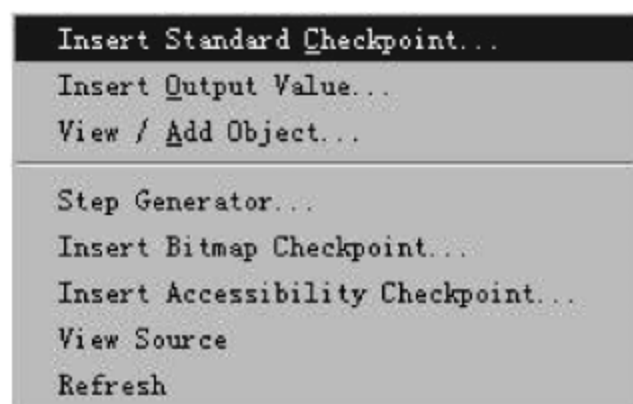 Insert Standard Checkpoint...
Insert Output Value...
View / Add Object...
Step Generator...
Insert Bitmap Checkpoint...
Insert Accessibility Checkpoint...
View Source
Refresh